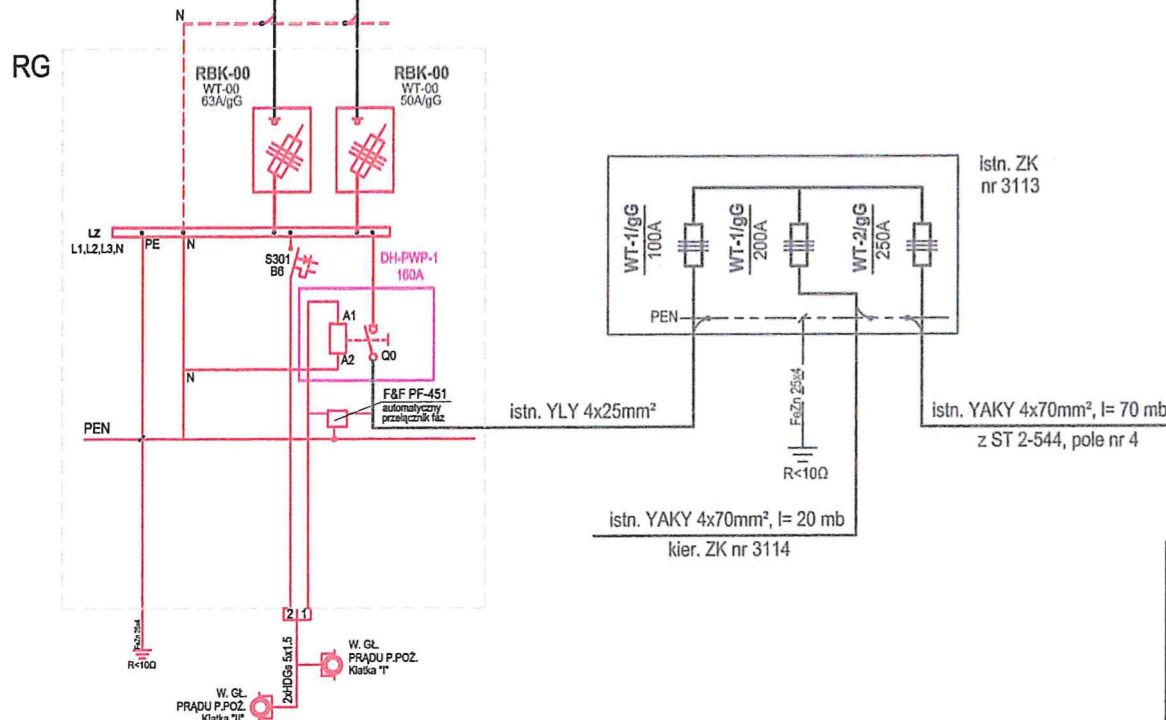 N
RG
RBK-00
WT-00
63A/gG
RBK-00
WT-00
50A/gG
LZ
L1,L2,L3,N
PE
N
S301
B6
DH-PWP-1
160A
A1
A2
Q0
N
F&F PF-451
automatyczny
przełącznik faz
PEN
2 1
FeZn 25x4
R<10Ω
2xHDGs 5x1.5
W. GŁ.
PRĄDU P.POŻ.
Klatka "I"
W. GŁ.
PRĄDU P.POŻ.
Klatka "II"
istn. ZK
nr 3113
WT-1/gG
100A
WT-1/gG
200A
WT-2/gG
250A
PEN
FeZn 25x4
R<10Ω
istn. YLY 4x25mm²
istn. YAKY 4x70mm², l= 70 mb
z ST 2-544, pole nr 4
istn. YAKY 4x70mm², l= 20 mb
kier. ZK nr 3114